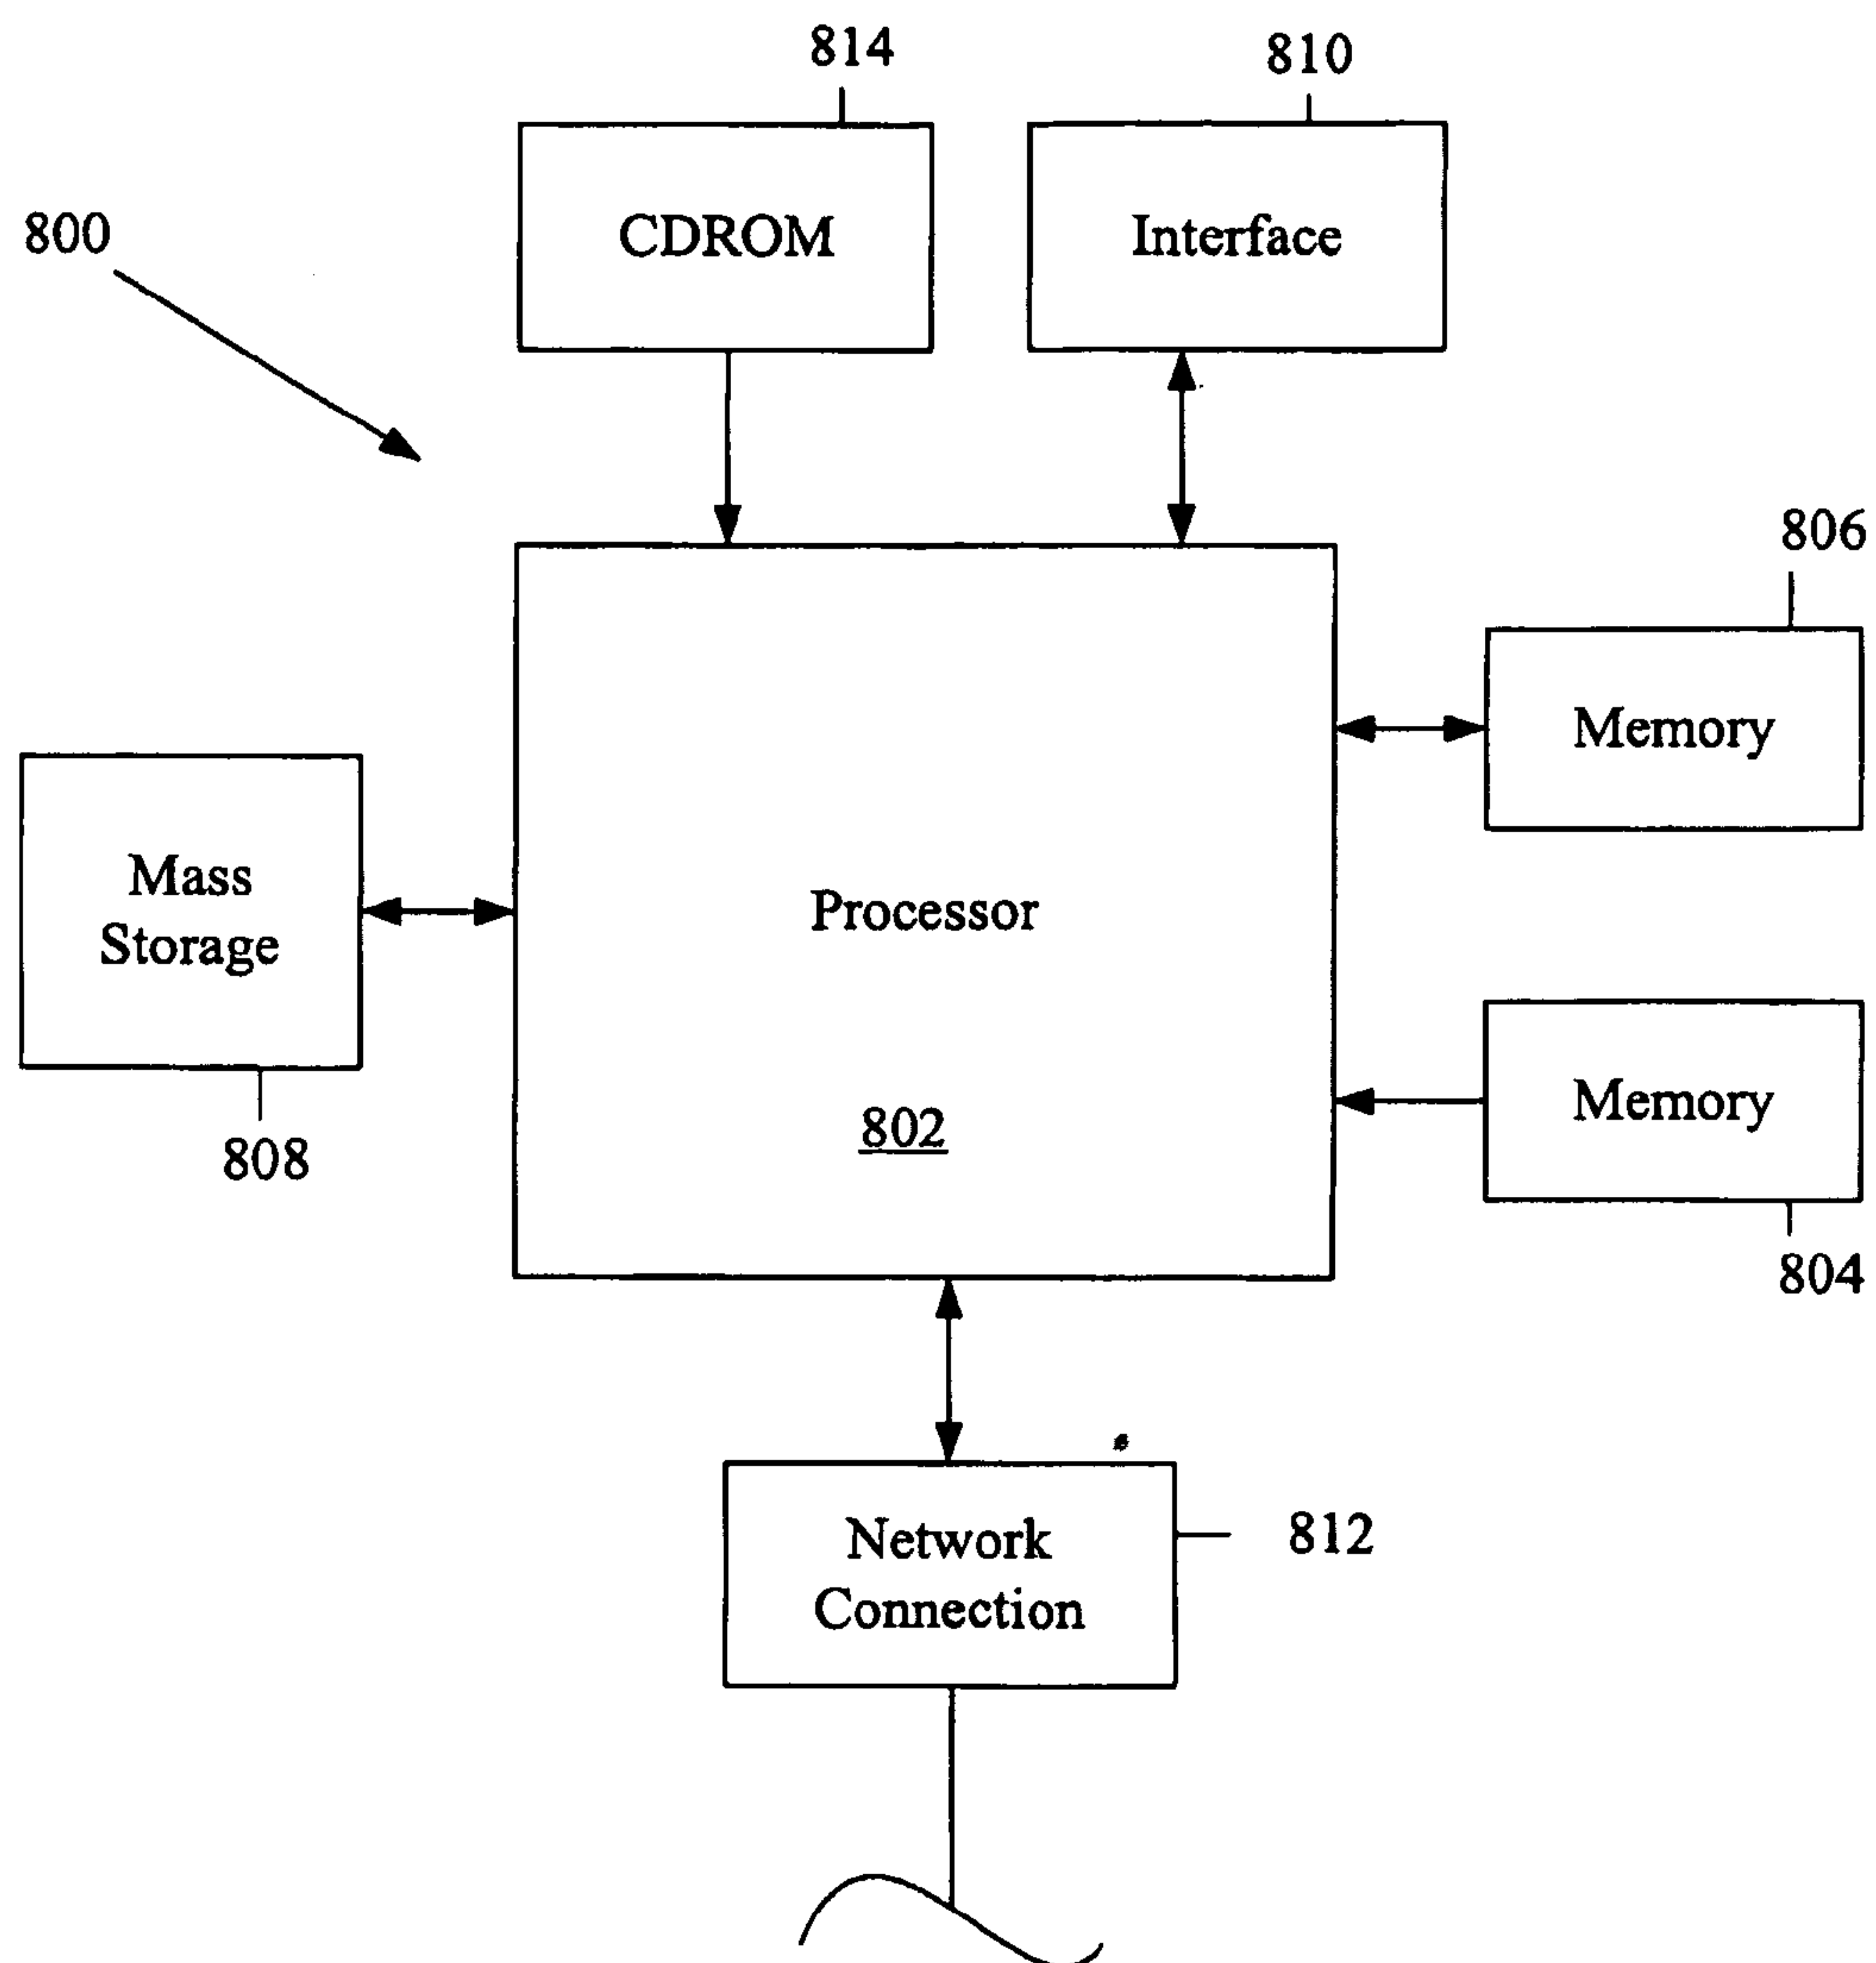 814
810
800
CDROM
Interface
806
Memory
Mass
Storage
Processor
802
808
Memory
804
Network
Connection
812